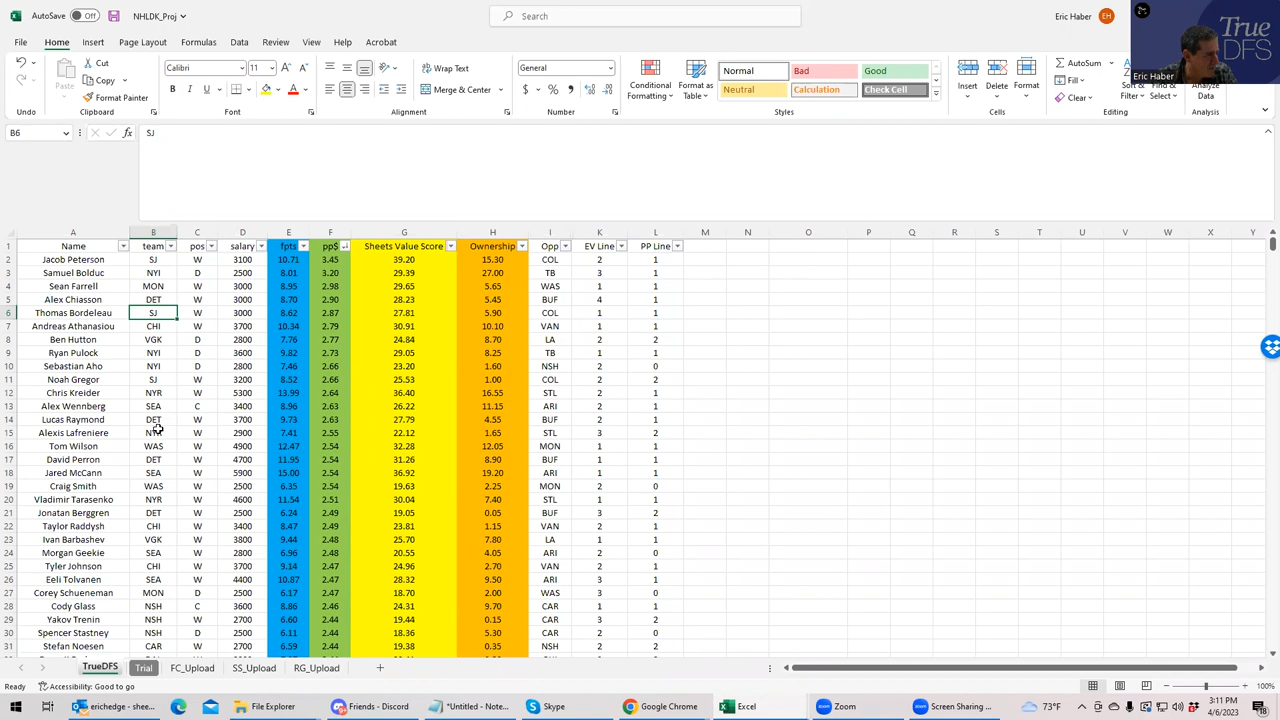 AutoSave Off NHLDK_Proj Search Eric Haber EH
True DFS
Eric Haber
File Home Insert Page Layout Formulas Data Review View Help Acrobat
Cut Copy Format Painter Paste
Calibri 11 Wrap Text Merge & Center General
Conditional Formatting Format as Table
Normal Bad Good
Neutral Calculation Check Cell
Insert Delete Format
AutoSum Fill Clear Sort & Filter Find & Select Analyze Data
Undo Clipboard Font Alignment Number Styles Cells Editing Analysis
B6 fx SJ
A B C D E F G H I K L M N O P Q R S T U V W X Y
1 Name team pos salary fpts pp$ Sheets Value Score Ownership Opp EV Line PP Line
2 Jacob Peterson SJ W 3100 10.71 3.45 39.20 15.30 COL 2 1
3 Samuel Bolduc NYI D 2500 8.01 3.20 29.39 27.00 TB 3 1
4 Sean Farrell MON W 3000 8.95 2.98 29.65 5.65 WAS 1 1
5 Alex Chiasson DET W 3000 8.70 2.90 28.23 5.45 BUF 4 1
6 Thomas Bordeleau SJ W 3000 8.62 2.87 27.81 5.90 COL 1 1
7 Andreas Athanasiou CHI W 3700 10.34 2.79 30.91 10.10 VAN 1 1
8 Ben Hutton VGK D 2800 7.76 2.77 24.84 8.70 LA 2 2
9 Ryan Pulock NYI D 3600 9.82 2.73 29.05 8.25 TB 1 1
10 Sebastian Aho NYI D 2800 7.46 2.66 23.20 1.60 NSH 2 0
11 Noah Gregor SJ W 3200 8.52 2.66 25.53 1.00 COL 2 2
12 Chris Kreider NYR W 5300 13.99 2.64 36.40 16.55 STL 2 1
13 Alex Wennberg SEA C 3400 8.96 2.63 26.22 11.15 ARI 2 1
14 Lucas Raymond DET W 3700 9.73 2.63 27.79 4.55 BUF 2 1
15 Alexis Lafreniere NYR W 2900 7.41 2.55 22.12 1.65 STL 3 2
16 Tom Wilson WAS W 4900 12.47 2.54 32.28 12.05 MON 1 1
17 David Perron DET W 4700 11.95 2.54 31.26 8.90 BUF 1 1
18 Jared McCann SEA W 5900 15.00 2.54 36.92 19.20 ARI 1 1
19 Craig Smith WAS W 2500 6.35 2.54 19.63 2.25 MON 2 0
20 Vladimir Tarasenko NYR W 4600 11.54 2.51 30.04 7.40 STL 1 1
21 Jonatan Berggren DET W 2500 6.24 2.49 19.05 0.05 BUF 3 2
22 Taylor Raddysh CHI W 3400 8.47 2.49 23.81 1.15 VAN 2 1
23 Ivan Barbashev VGK W 3800 9.44 2.48 25.70 7.80 LA 1 1
24 Morgan Geekie SEA W 2800 6.96 2.48 20.55 4.05 ARI 2 0
25 Tyler Johnson CHI W 3700 9.14 2.47 24.96 2.70 VAN 2 1
26 Eeli Tolvanen SEA W 4400 10.87 2.47 28.32 9.50 ARI 3 1
27 Corey Schueneman MON D 2500 6.17 2.47 18.70 2.00 WAS 3 0
28 Cody Glass NSH C 3600 8.86 2.46 24.31 9.70 CAR 1 1
29 Yakov Trenin NSH W 2700 6.60 2.44 19.44 0.15 CAR 3 2
30 Spencer Stastney NSH D 2500 6.11 2.44 18.36 5.30 CAR 2 0
31 Stefan Noesen CAR W 2700 6.59 2.44 19.38 0.35 NSH 2 2
TrueDFS Trial FC_Upload SS_Upload RG_Upload
Ready Accessibility: Good to go 100%
erichedge - shee... File Explorer Friends - Discord *Untitled - Note... Skype Google Chrome Excel Zoom Screen Sharing ... 73°F 3:11 PM 4/6/2023 18